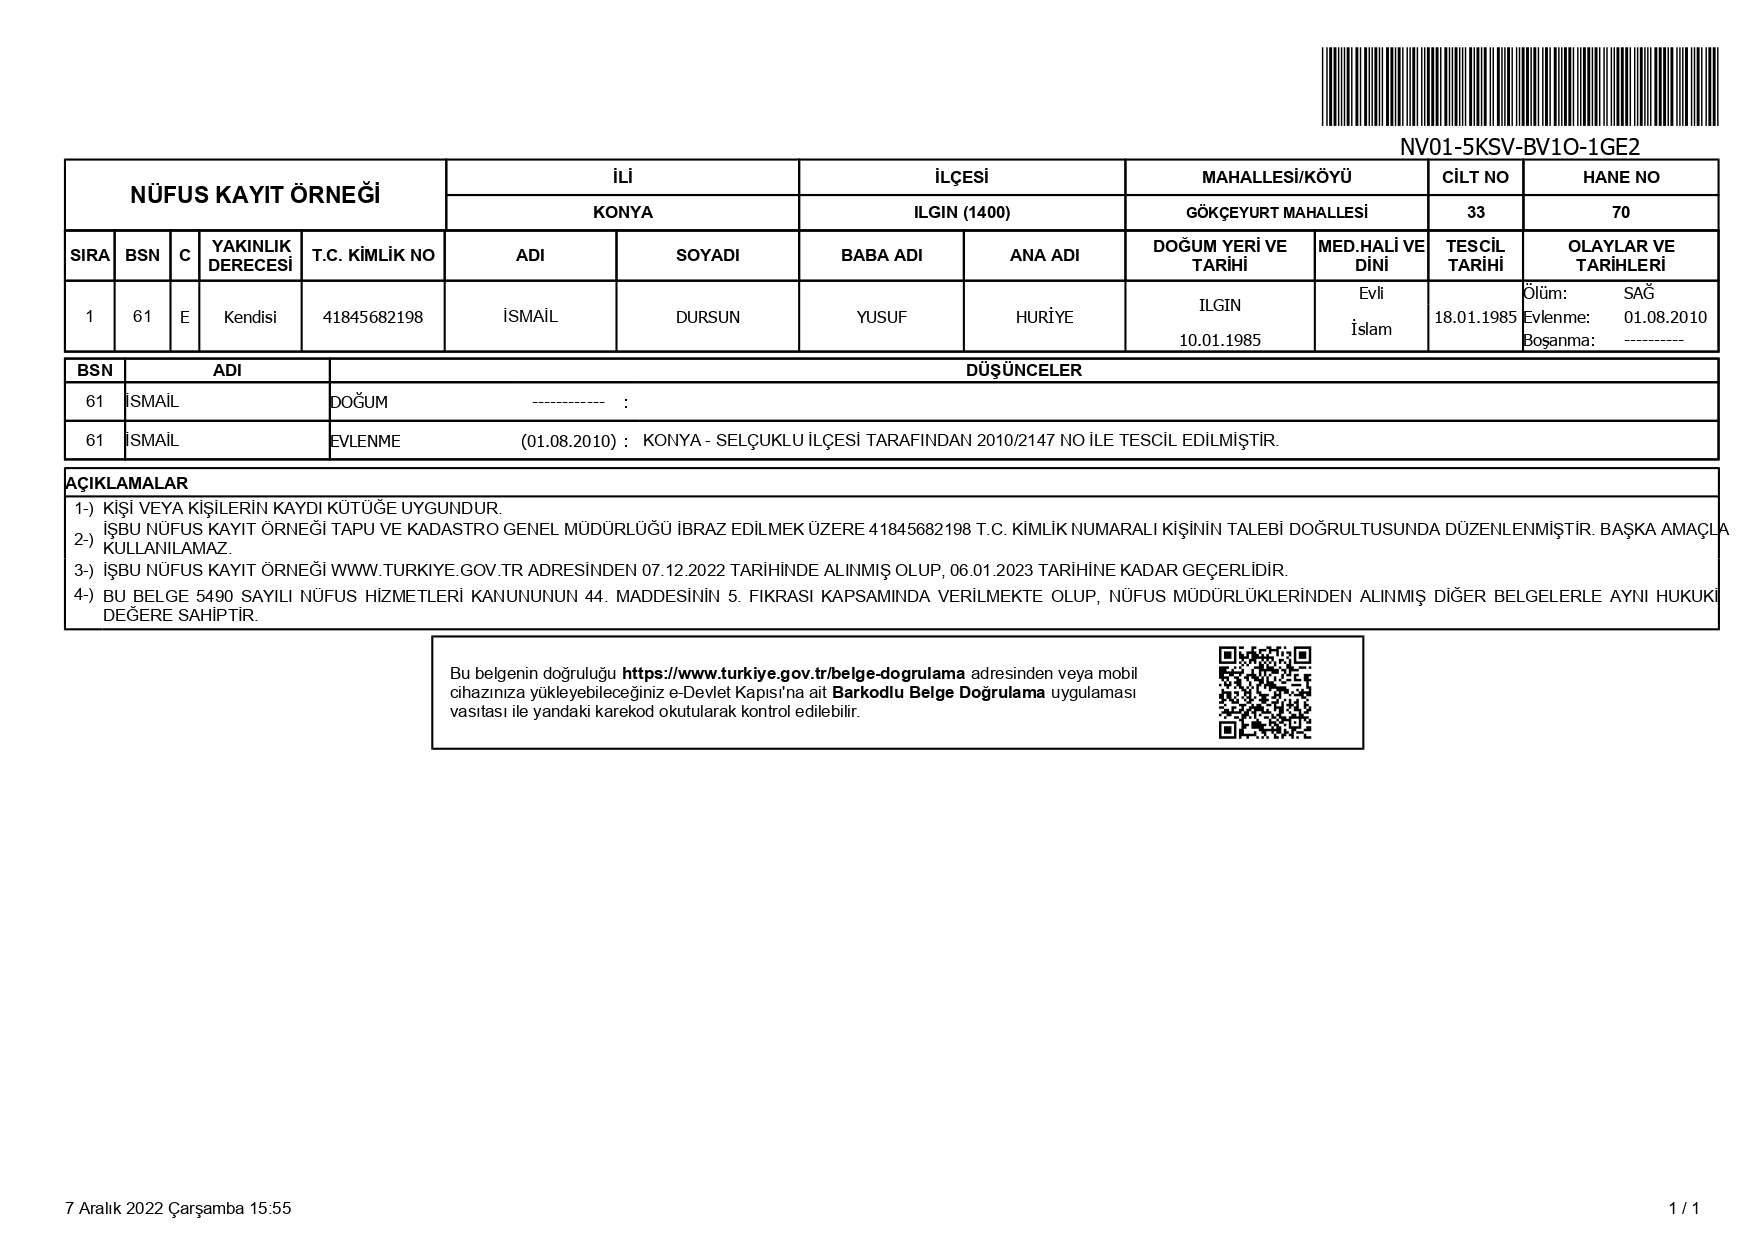 NV01-5KSV-BV1O-1GE2
NÜFUS KAYIT ÖRNEĞİ
İLİ İLÇESİ MAHALLESİ/KÖYÜ CİLT NO HANE NO
KONYA ILGIN (1400) GÖKÇEYURT MAHALLESİ 33 70
SIRA BSN C YAKINLIK DERECESİ T.C. KİMLİK NO ADI SOYADI BABA ADI ANA ADI DOĞUM YERİ VE TARİHİ MED.HALİ VE DİNİ TESCİL TARİHİ OLAYLAR VE TARİHLERİ
1 61 E Kendisi 41845682198 İSMAİL DURSUN YUSUF HURİYE ILGIN 10.01.1985 Evli İslam 18.01.1985 Ölüm: SAĞ
Evlenme: 01.08.2010
Boşanma: ----------
BSN ADI DÜŞÜNCELER
61 İSMAİL DOĞUM ------------ :
61 İSMAİL EVLENME (01.08.2010) : KONYA - SELÇUKLU İLÇESİ TARAFINDAN 2010/2147 NO İLE TESCİL EDİLMİŞTİR.
AÇIKLAMALAR
1-) KİŞİ VEYA KİŞİLERİN KAYDI KÜTÜĞE UYGUNDUR.
2-) İŞBU NÜFUS KAYIT ÖRNEĞİ TAPU VE KADASTRO GENEL MÜDÜRLÜĞÜ İBRAZ EDİLMEK ÜZERE 41845682198 T.C. KİMLİK NUMARALI KİŞİNİN TALEBİ DOĞRULTUSUNDA DÜZENLENMİŞTİR. BAŞKA AMAÇLA
KULLANILAMAZ.
3-) İŞBU NÜFUS KAYIT ÖRNEĞİ WWW.TURKIYE.GOV.TR ADRESİNDEN 07.12.2022 TARİHİNDE ALINMIŞ OLUP, 06.01.2023 TARİHİNE KADAR GEÇERLİDİR.
4-) BU BELGE 5490 SAYILI NÜFUS HİZMETLERİ KANUNUNUN 44. MADDESİNİN 5. FIKRASI KAPSAMINDA VERİLMEKTE OLUP, NÜFUS MÜDÜRLÜKLERİNDEN ALINMIŞ DİĞER BELGELERLE AYNI HUKUKİ
DEĞERE SAHİPTİR.
Bu belgenin doğruluğu https://www.turkiye.gov.tr/belge-dogrulama adresinden veya mobil
cihazınıza yükleyebileceğiniz e-Devlet Kapısı'na ait Barkodlu Belge Doğrulama uygulaması
vasıtası ile yandaki karekod okutularak kontrol edilebilir.
7 Aralık 2022 Çarşamba 15:55
1 / 1